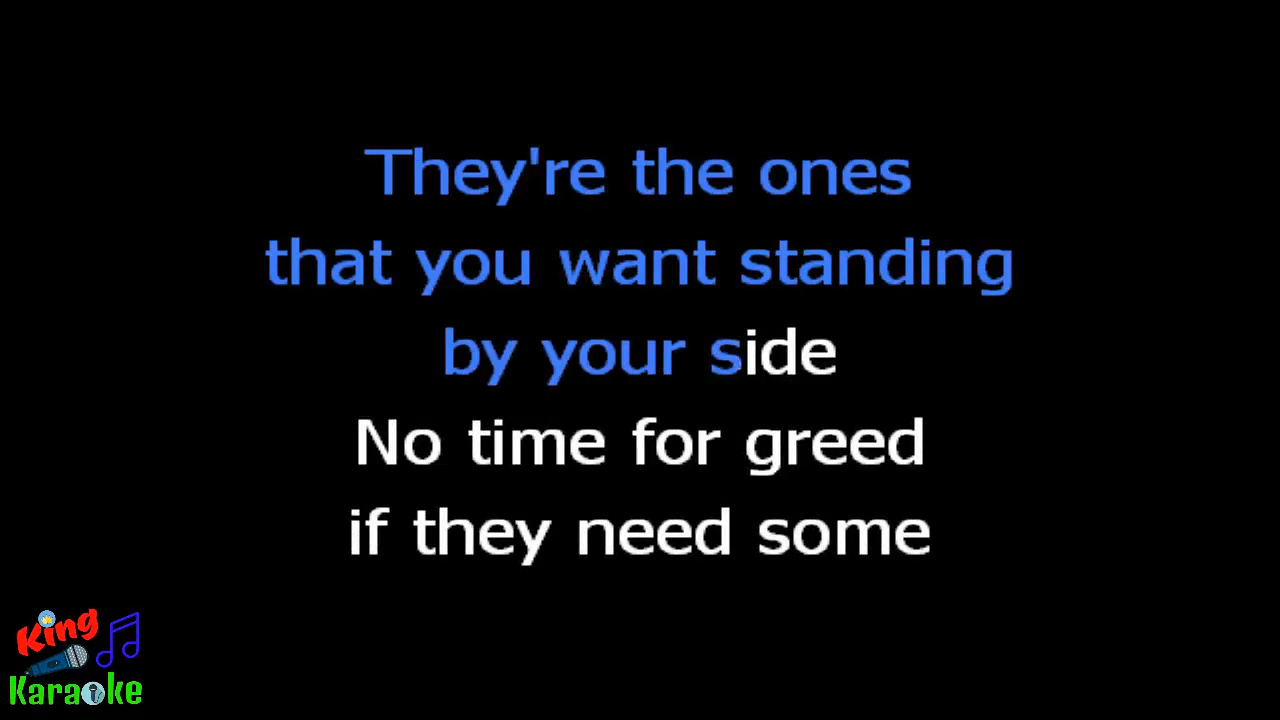 They're the ones
that you want standing
by your side
No time for greed
if they need some
King
Karaoke